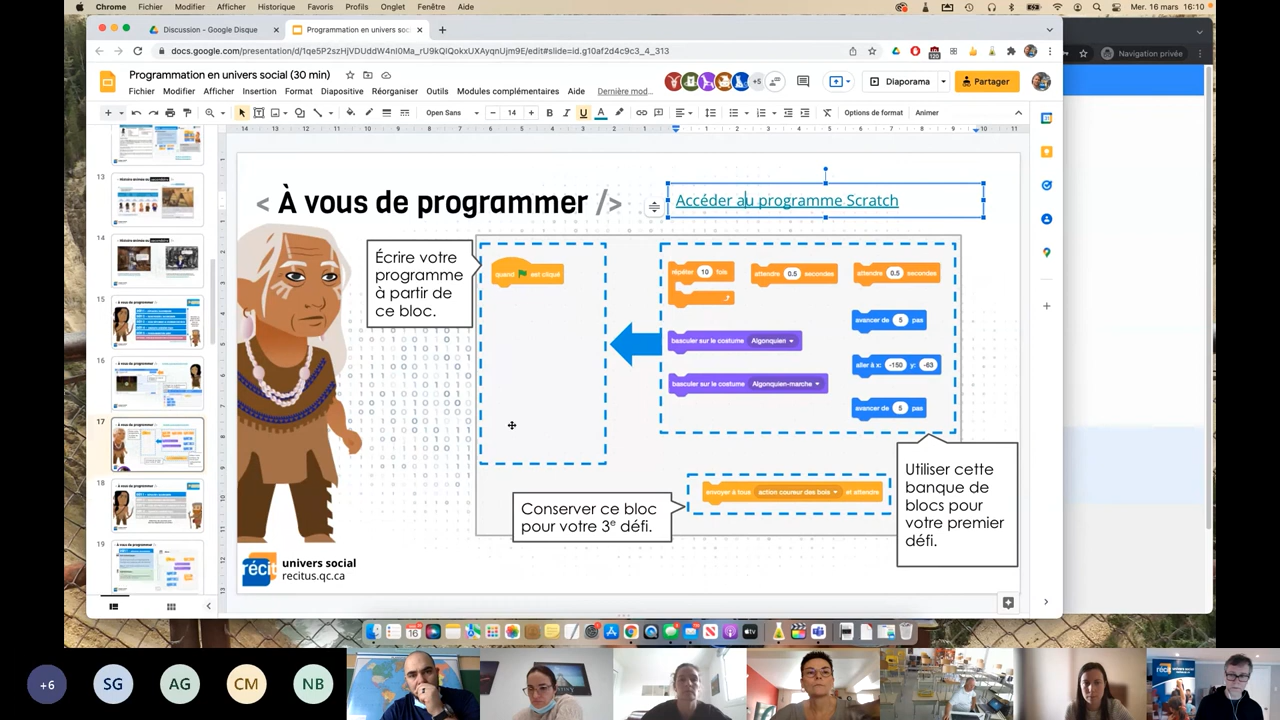 Chrome Fichier Modifier Affichage Historique Favoris Profils Onglet Fenêtre Aide
Mer. 16 mars 16:10
Discussion - Google Disque
Programmation en univers soc
docs.google.com/presentation/d/1qe5P2szHjVDUddW4nI0Ma_rU9kQIQokxUXAyqnUjm9E/edit#slide=id.g10af2d4c9c3_4_313
Navigation privée
Programmation en univers social (30 min)
Fichier Modifier Afficher Insertion Format Diapositive Réorganiser Outils Modules complémentaires Aide Dernière mod...
+5
Diaporama
Partager
Open Sans
14
Options de format
Animer
13
14
15
16
17
18
19
< À vous de programmer />
Accéder au programme Scratch
Écrire votre
programme
à partir de
ce bloc.
quand est cliqué
répéter 10 fois
attendre 0.5 secondes
attendre 0.5 secondes
avancer de 5 pas
basculer sur le costume Algonquien
aller à x: -150 y: -63
basculer sur le costume Algonquien-marche
avancer de 5 pas
envoyer à tous action coureur des bois et attendre
Conserver ce bloc
pour votre 3e défi.
Utiliser cette
banque de
blocs pour
votre premier
défi.
récit
univers social
recitus.qc.ca
+6
SG
AG
CM
NB